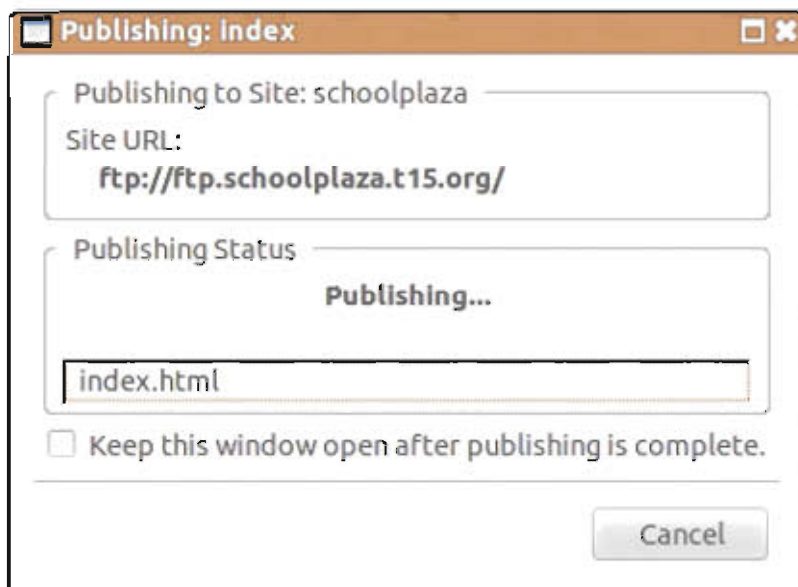 Publishing: index
Publishing to Site: schoolplaza
Site URL:
ftp://ftp.schoolplaza.t15.org/
Publishing Status
Publishing...
index.html
Keep this window open after publishing is complete.
Cancel